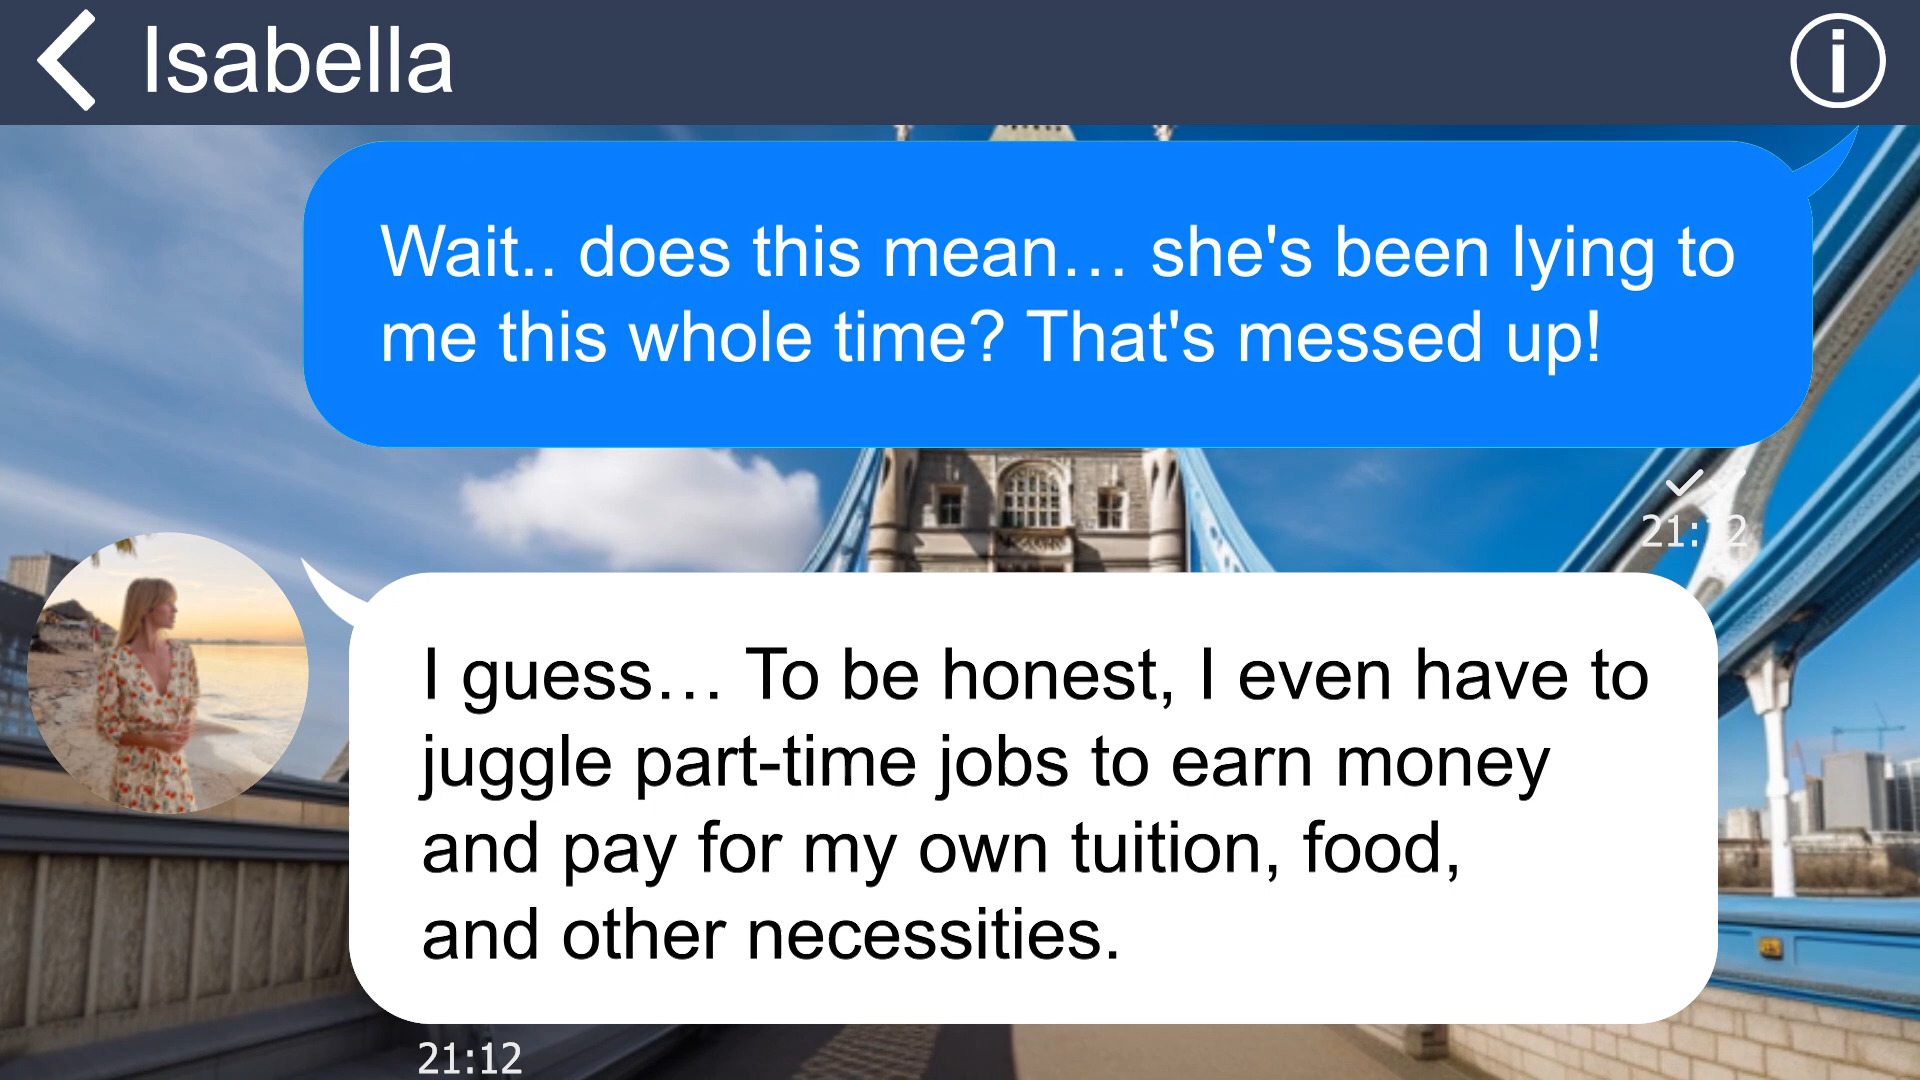 Isabella
Wait.. does this mean… she's been lying to
me this whole time? That's messed up!
21:12
I guess… To be honest, I even have to
juggle part-time jobs to earn money
and pay for my own tuition, food,
and other necessities.
21:12